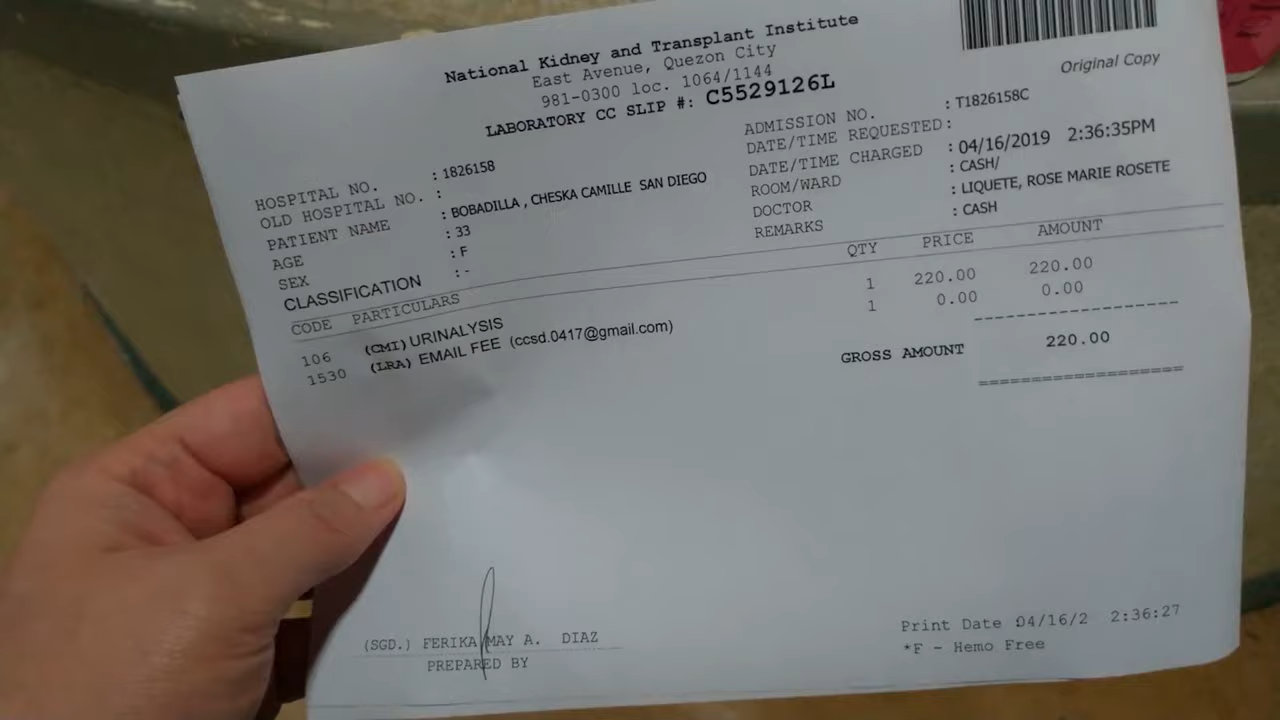 National Kidney and Transplant Institute
East Avenue, Quezon City
981-0300 loc. 1064/1144
LABORATORY CC SLIP #: C5529126L
Original Copy
HOSPITAL NO. : 1826158
OLD HOSPITAL NO. :
PATIENT NAME : BOBADILLA , CHESKA CAMILLE SAN DIEGO
AGE : 33
SEX : F
CLASSIFICATION : -
ADMISSION NO. : T1826158C
DATE/TIME REQUESTED :
DATE/TIME CHARGED : 04/16/2019 2:36:35PM
ROOM/WARD : CASH/
DOCTOR : LIQUETE, ROSE MARIE ROSETE
REMARKS : CASH
CODE PARTICULARS QTY PRICE AMOUNT
106 (CMI) URINALYSIS 1 220.00 220.00
1530 (LRA) EMAIL FEE (ccsd.0417@gmail.com) 1 0.00 0.00
GROSS AMOUNT 220.00
(SGD.) FERIKA MAY A. DIAZ
PREPARED BY
Print Date 04/16/2 2:36:27
*F - Hemo Free